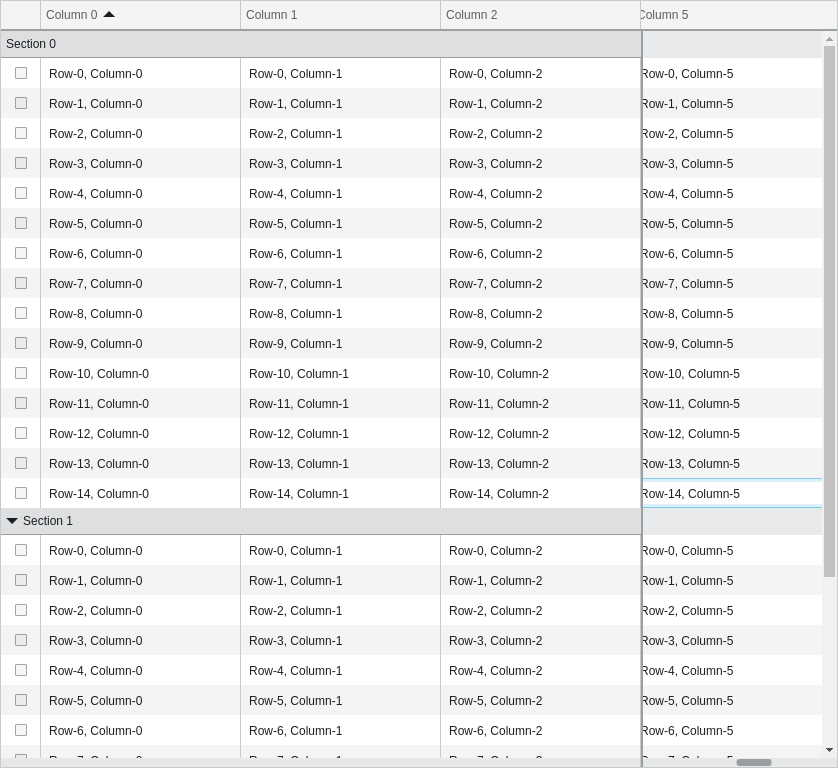 Column 0 Column 1 Column 2 Column 5
Section 0
Row-0, Column-0 Row-0, Column-1 Row-0, Column-2 Row-0, Column-5
Row-1, Column-0 Row-1, Column-1 Row-1, Column-2 Row-1, Column-5
Row-2, Column-0 Row-2, Column-1 Row-2, Column-2 Row-2, Column-5
Row-3, Column-0 Row-3, Column-1 Row-3, Column-2 Row-3, Column-5
Row-4, Column-0 Row-4, Column-1 Row-4, Column-2 Row-4, Column-5
Row-5, Column-0 Row-5, Column-1 Row-5, Column-2 Row-5, Column-5
Row-6, Column-0 Row-6, Column-1 Row-6, Column-2 Row-6, Column-5
Row-7, Column-0 Row-7, Column-1 Row-7, Column-2 Row-7, Column-5
Row-8, Column-0 Row-8, Column-1 Row-8, Column-2 Row-8, Column-5
Row-9, Column-0 Row-9, Column-1 Row-9, Column-2 Row-9, Column-5
Row-10, Column-0 Row-10, Column-1 Row-10, Column-2 Row-10, Column-5
Row-11, Column-0 Row-11, Column-1 Row-11, Column-2 Row-11, Column-5
Row-12, Column-0 Row-12, Column-1 Row-12, Column-2 Row-12, Column-5
Row-13, Column-0 Row-13, Column-1 Row-13, Column-2 Row-13, Column-5
Row-14, Column-0 Row-14, Column-1 Row-14, Column-2 Row-14, Column-5
Section 1
Row-0, Column-0 Row-0, Column-1 Row-0, Column-2 Row-0, Column-5
Row-1, Column-0 Row-1, Column-1 Row-1, Column-2 Row-1, Column-5
Row-2, Column-0 Row-2, Column-1 Row-2, Column-2 Row-2, Column-5
Row-3, Column-0 Row-3, Column-1 Row-3, Column-2 Row-3, Column-5
Row-4, Column-0 Row-4, Column-1 Row-4, Column-2 Row-4, Column-5
Row-5, Column-0 Row-5, Column-1 Row-5, Column-2 Row-5, Column-5
Row-6, Column-0 Row-6, Column-1 Row-6, Column-2 Row-6, Column-5